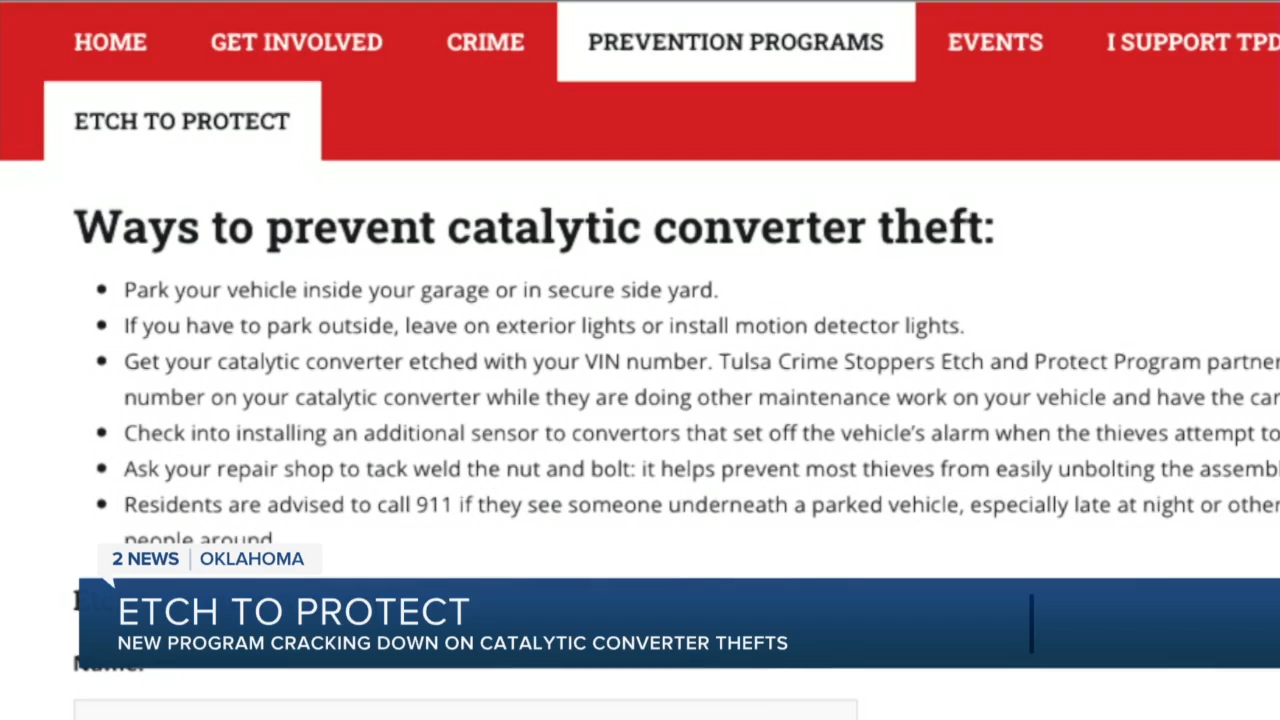 HOME GET INVOLVED CRIME PREVENTION PROGRAMS EVENTS I SUPPORT TPD
ETCH TO PROTECT
Ways to prevent catalytic converter theft:
Park your vehicle inside your garage or in secure side yard.
If you have to park outside, leave on exterior lights or install motion detector lights.
Get your catalytic converter etched with your VIN number. Tulsa Crime Stoppers Etch and Protect Program partner
number on your catalytic converter while they are doing other maintenance work on your vehicle and have the car
Check into installing an additional sensor to convertors that set off the vehicle's alarm when the thieves attempt to
Ask your repair shop to tack weld the nut and bolt: it helps prevent most thieves from easily unbolting the assembl
Residents are advised to call 911 if they see someone underneath a parked vehicle, especially late at night or other
people around
2 NEWS OKLAHOMA
ETCH TO PROTECT
NEW PROGRAM CRACKING DOWN ON CATALYTIC CONVERTER THEFTS
Name: